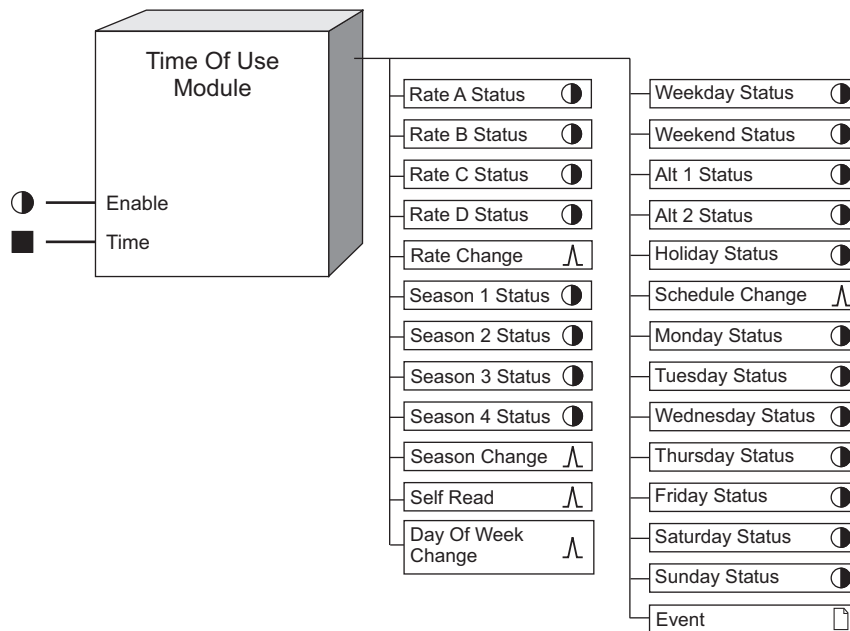 Time Of Use
Module
Enable
Time
Rate A Status
Rate B Status
Rate C Status
Rate D Status
Rate Change
Season 1 Status
Season 2 Status
Season 3 Status
Season 4 Status
Season Change
Self Read
Day Of Week
Change
Weekday Status
Weekend Status
Alt 1 Status
Alt 2 Status
Holiday Status
Schedule Change
Monday Status
Tuesday Status
Wednesday Status
Thursday Status
Friday Status
Saturday Status
Sunday Status
Event